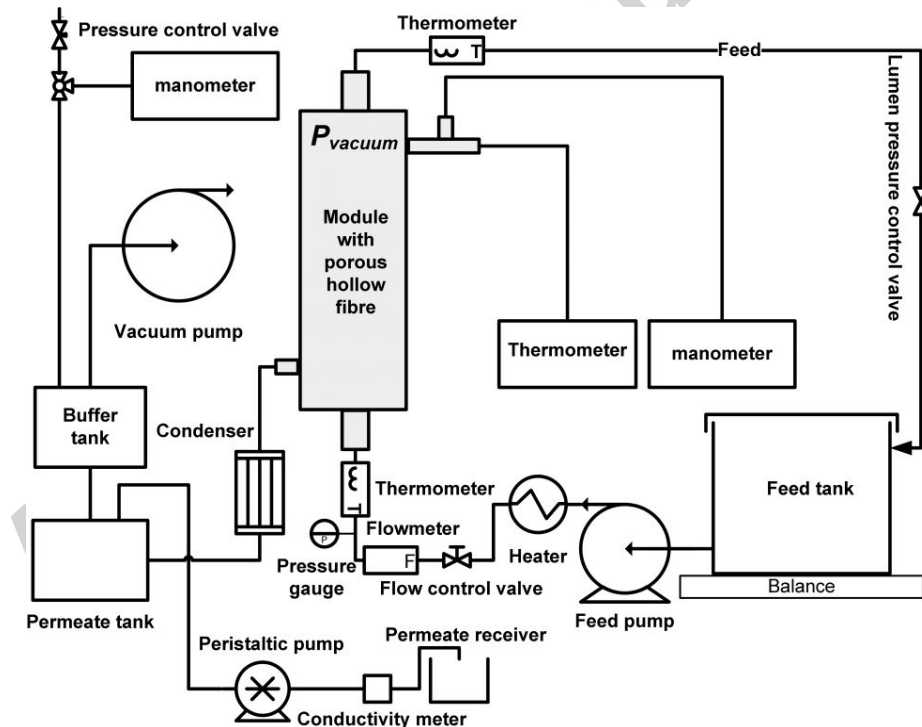 Pressure control valve
manometer
Thermometer
T
Feed
Lumen pressure control valve
Pvacuum
Module
with
porous
hollow
fibre
Vacuum pump
Thermometer
manometer
Buffer
tank
Condenser
Feed tank
Thermometer
T
Flowmeter
P
Pressure
gauge
F
Flow control valve
Heater
Balance
Permeate tank
Feed pump
Peristaltic pump
Permeate receiver
Conductivity meter